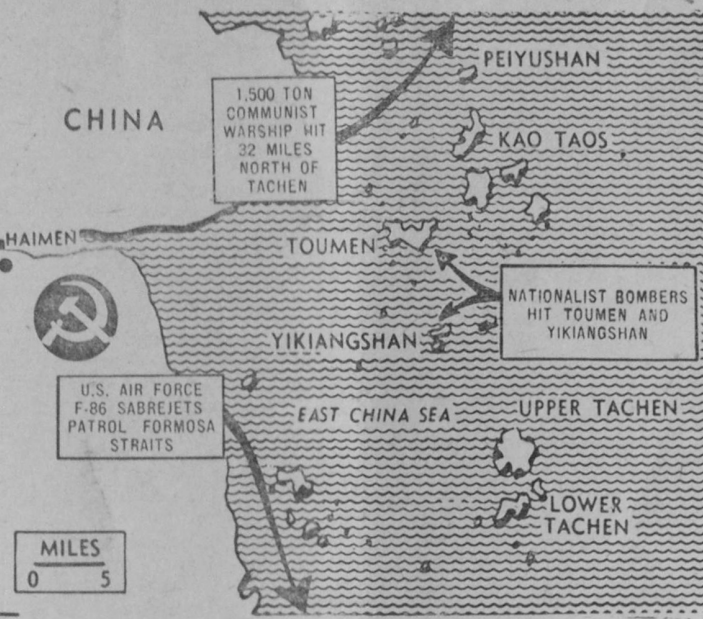 PEIYUSHAN
1,500 TON
COMMUNIST
WARSHIP HIT
32 MILES
NORTH OF
TACHEN
CHINA
KAO TAOS
HAIMEN
TOUMEN
NATIONALIST BOMBERS
HIT TOUMEN AND
YIKIANGSHAN
YIKIANGSHAN
U.S. AIR FORCE
F-86 SABREJETS
PATROL FORMOSA
STRAITS
EAST CHINA SEA
UPPER TACHEN
LOWER
TACHEN
MILES
0 5